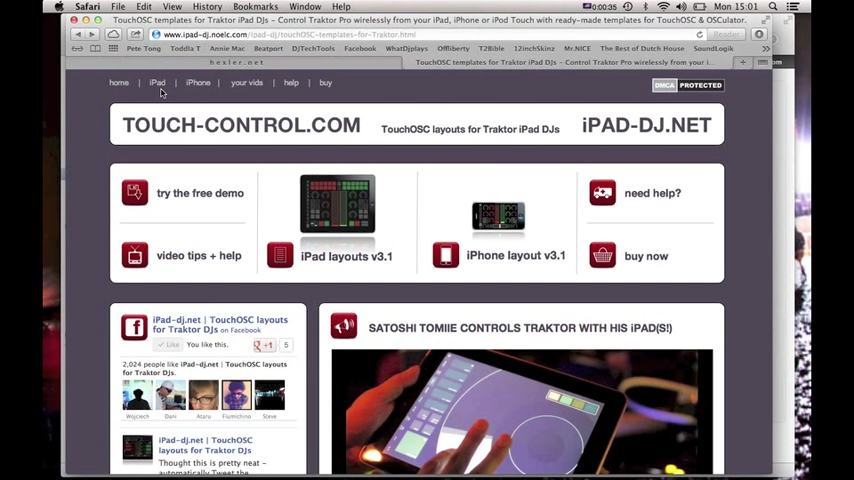 Safari File Edit View History Bookmarks Window Help 0:00:35 Mon 15:01
TouchOSC templates for Traktor iPad DJs - Control Traktor Pro wirelessly from your iPad, iPhone or iPod Touch with ready-made templates for TouchOSC & OSCulator.
www.ipad-dj.noelc.com/ipad-dj/touchOSC-templates-for-Traktor.html Reader
Pete Tong Toddla T Annie Mac Beatport DJTechTools Facebook WhatDJplays Offliberty T2Bible 12inchSkinz Mr.NICE The Best of Dutch House SoundLogik
hexler.net TouchOSC templates for Traktor iPad DJs - Control Traktor Pro wirelessly from your i...
home | iPad | iPhone | your vids | help | buy DMCA PROTECTED
TOUCH-CONTROL.COM TouchOSC layouts for Traktor iPad DJs iPAD-DJ.NET
try the free demo
need help?
video tips + help
iPad layouts v3.1
iPhone layout v3.1
buy now
iPad-dj.net | TouchOSC layouts
for Traktor DJs on Facebook
Like You like this. +1 5
2,024 people like iPad-dj.net | TouchOSC layouts
for Traktor DJs.
Wojciech Dani Ataru Fiumichino Steve
iPad-dj.net | TouchOSC
layouts for Traktor DJs
Thought this is pretty neat -
automatically Tweet the
SATOSHI TOMIIE CONTROLS TRAKTOR WITH HIS iPAD(S!)